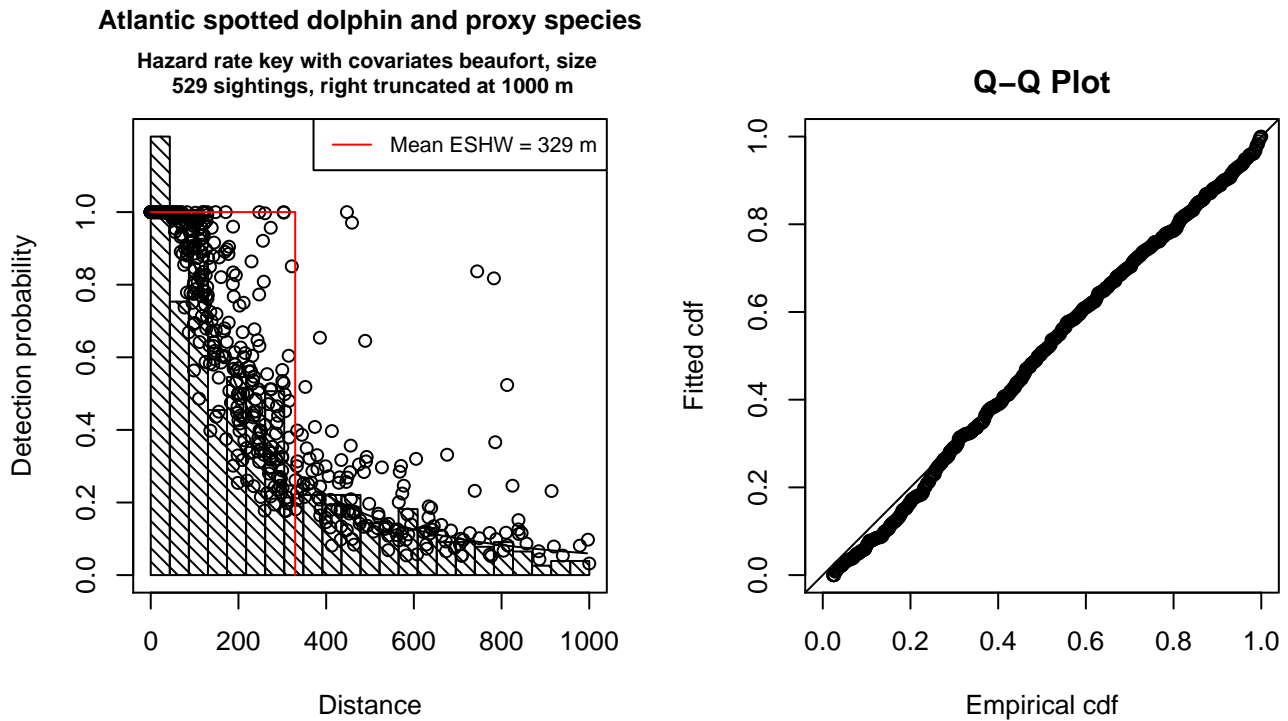 Atlantic spotted dolphin and proxy species
Hazard rate key with covariates beaufort, size
529 sightings, right truncated at 1000 m
Mean ESHW = 329 m
Detection probability
0.0 0.2 0.4 0.6 0.8 1.0
0 200 400 600 800 1000
Distance
Q−Q Plot
Fitted cdf
0.0 0.2 0.4 0.6 0.8 1.0
0.0 0.2 0.4 0.6 0.8 1.0
Empirical cdf